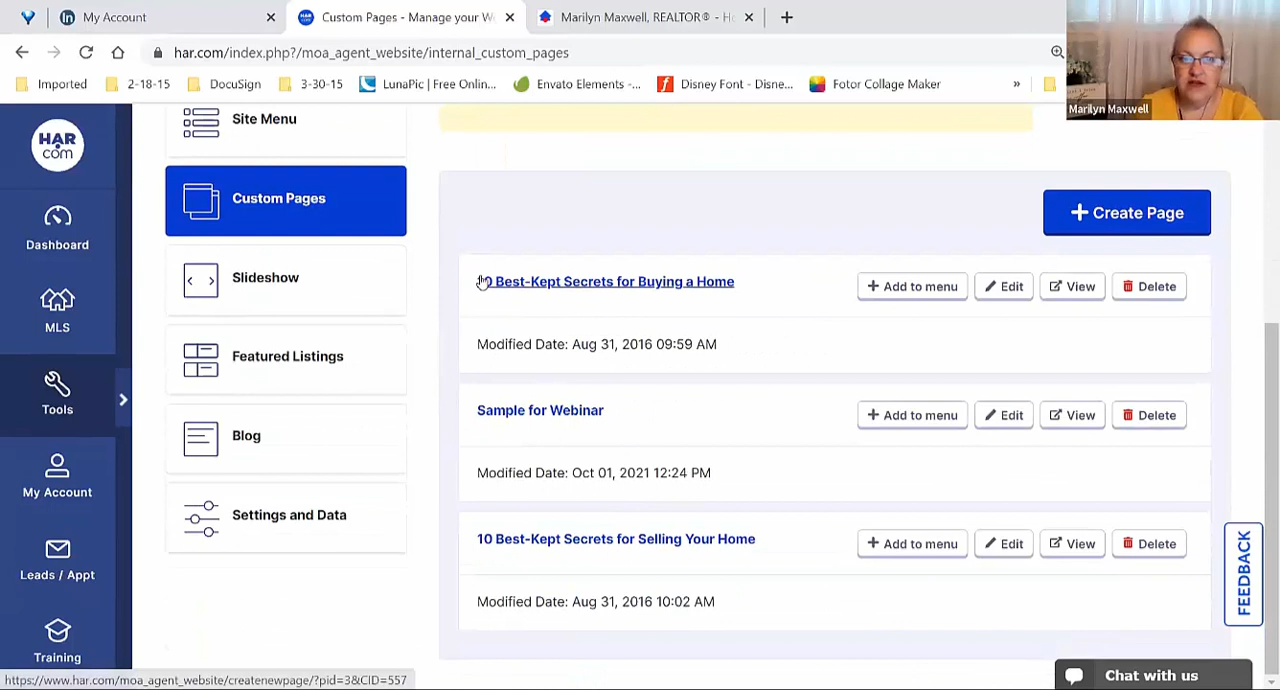 My Account
Custom Pages - Manage your W
Marilyn Maxwell, REALTOR® - H
har.com/index.php?/moa_agent_website/internal_custom_pages
Imported
2-18-15
DocuSign
3-30-15
LunaPic | Free Onlin...
Envato Elements -...
Disney Font - Disne...
Fotor Collage Maker
»
Marilyn Maxwell
HAR
com
Dashboard
MLS
Tools
My Account
Leads / Appt
Training
Site Menu
Custom Pages
Slideshow
Featured Listings
Blog
Settings and Data
+ Create Page
10 Best-Kept Secrets for Buying a Home
+ Add to menu
Edit
View
Delete
Modified Date: Aug 31, 2016 09:59 AM
Sample for Webinar
+ Add to menu
Edit
View
Delete
Modified Date: Oct 01, 2021 12:24 PM
10 Best-Kept Secrets for Selling Your Home
+ Add to menu
Edit
View
Delete
Modified Date: Aug 31, 2016 10:02 AM
FEEDBACK
Chat with us
https://www.har.com/moa_agent_website/createnewpage/?pid=3&CID=557